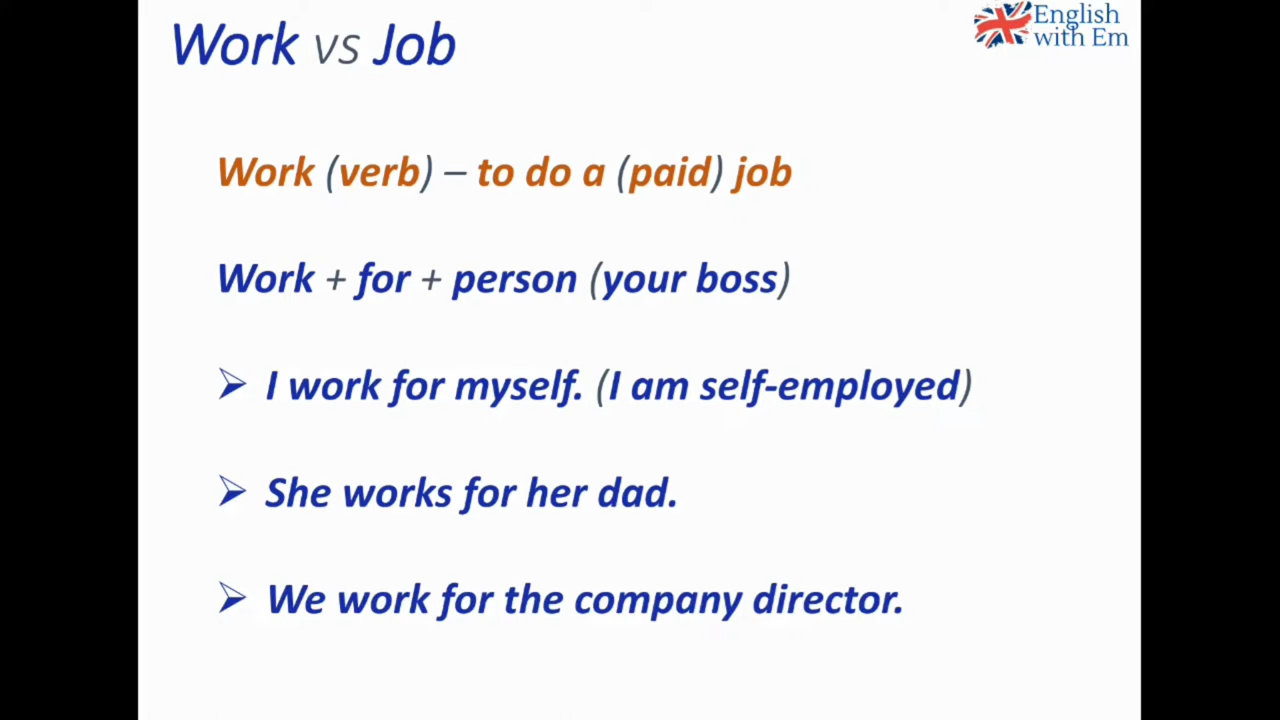 Work vs Job
English
with Em
Work (verb) – to do a (paid) job
Work + for + person (your boss)
➢ I work for myself. (I am self-employed)
➢ She works for her dad.
➢ We work for the company director.